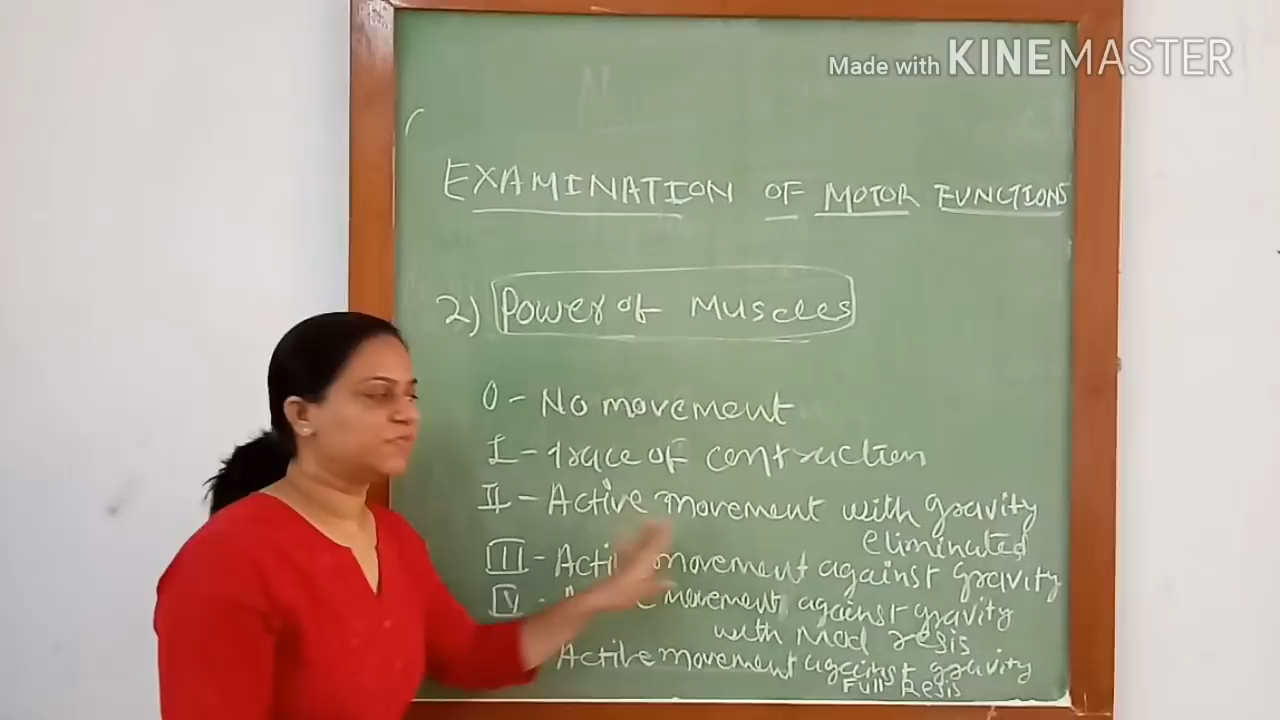 Made with KINEMASTER
EXAMINATION OF MOTOR FUNCTIONS
2) Power of Muscles
0 - No movement
I - trace of contraction
II - Active movement with gravity
eliminated
III - Active movement against gravity
movement against gravity
with Mod resis
Active movement against gravity
Full Resis